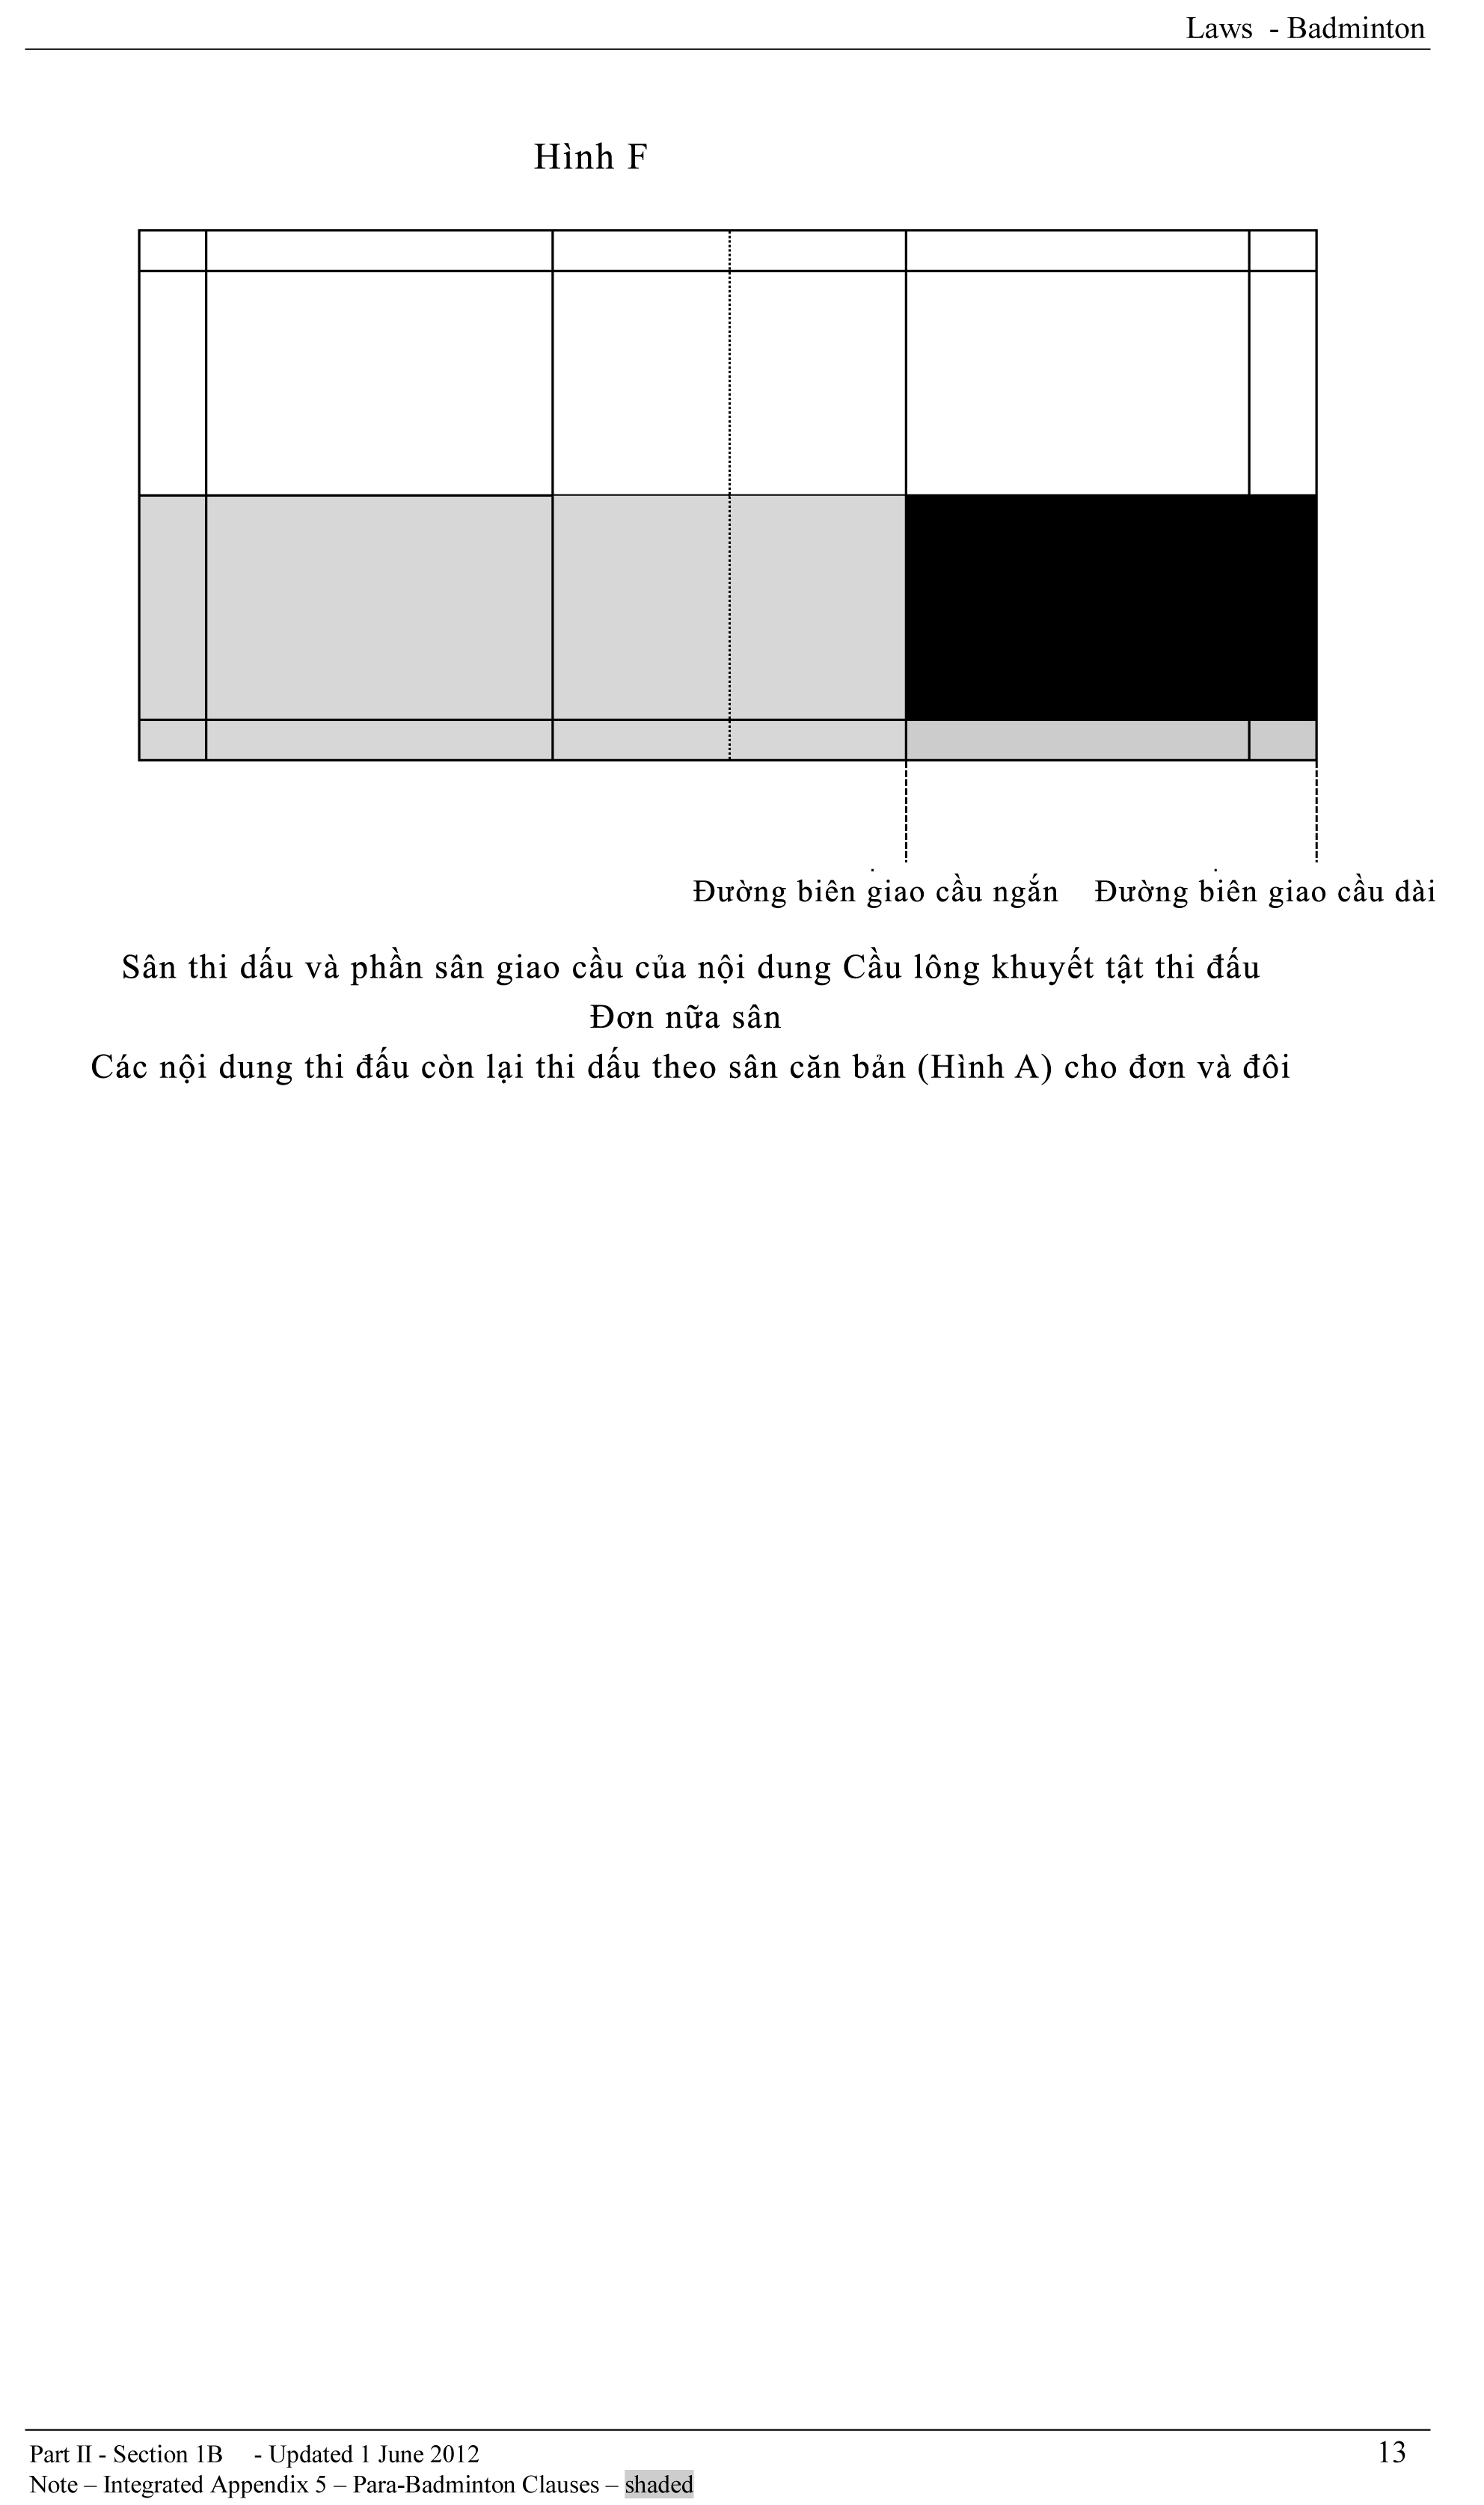 Laws - Badminton
Hình F
Đường biên giao cầu ngắn Đường biên giao cầu dài
Sân thi dấu và phần sân giao cầu của nội dung Cầu lông khuyết tật thi đấu
Đơn nữa sân
Các nội dung thi đấu còn lại thi dấu theo sân căn bản (Hình A) cho đơn và đôi
Part II - Section 1B - Updated 1 June 2012 13
Note – Integrated Appendix 5 – Para-Badminton Clauses – shaded